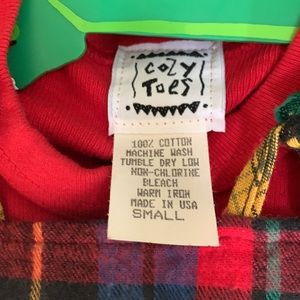 COZY
TOES
100% COTTON
MACHINE WASH
TUMBLE DRY LOW
NON-CHLORINE
BLEACH
WARM IRON
MADE IN USA
SMALL